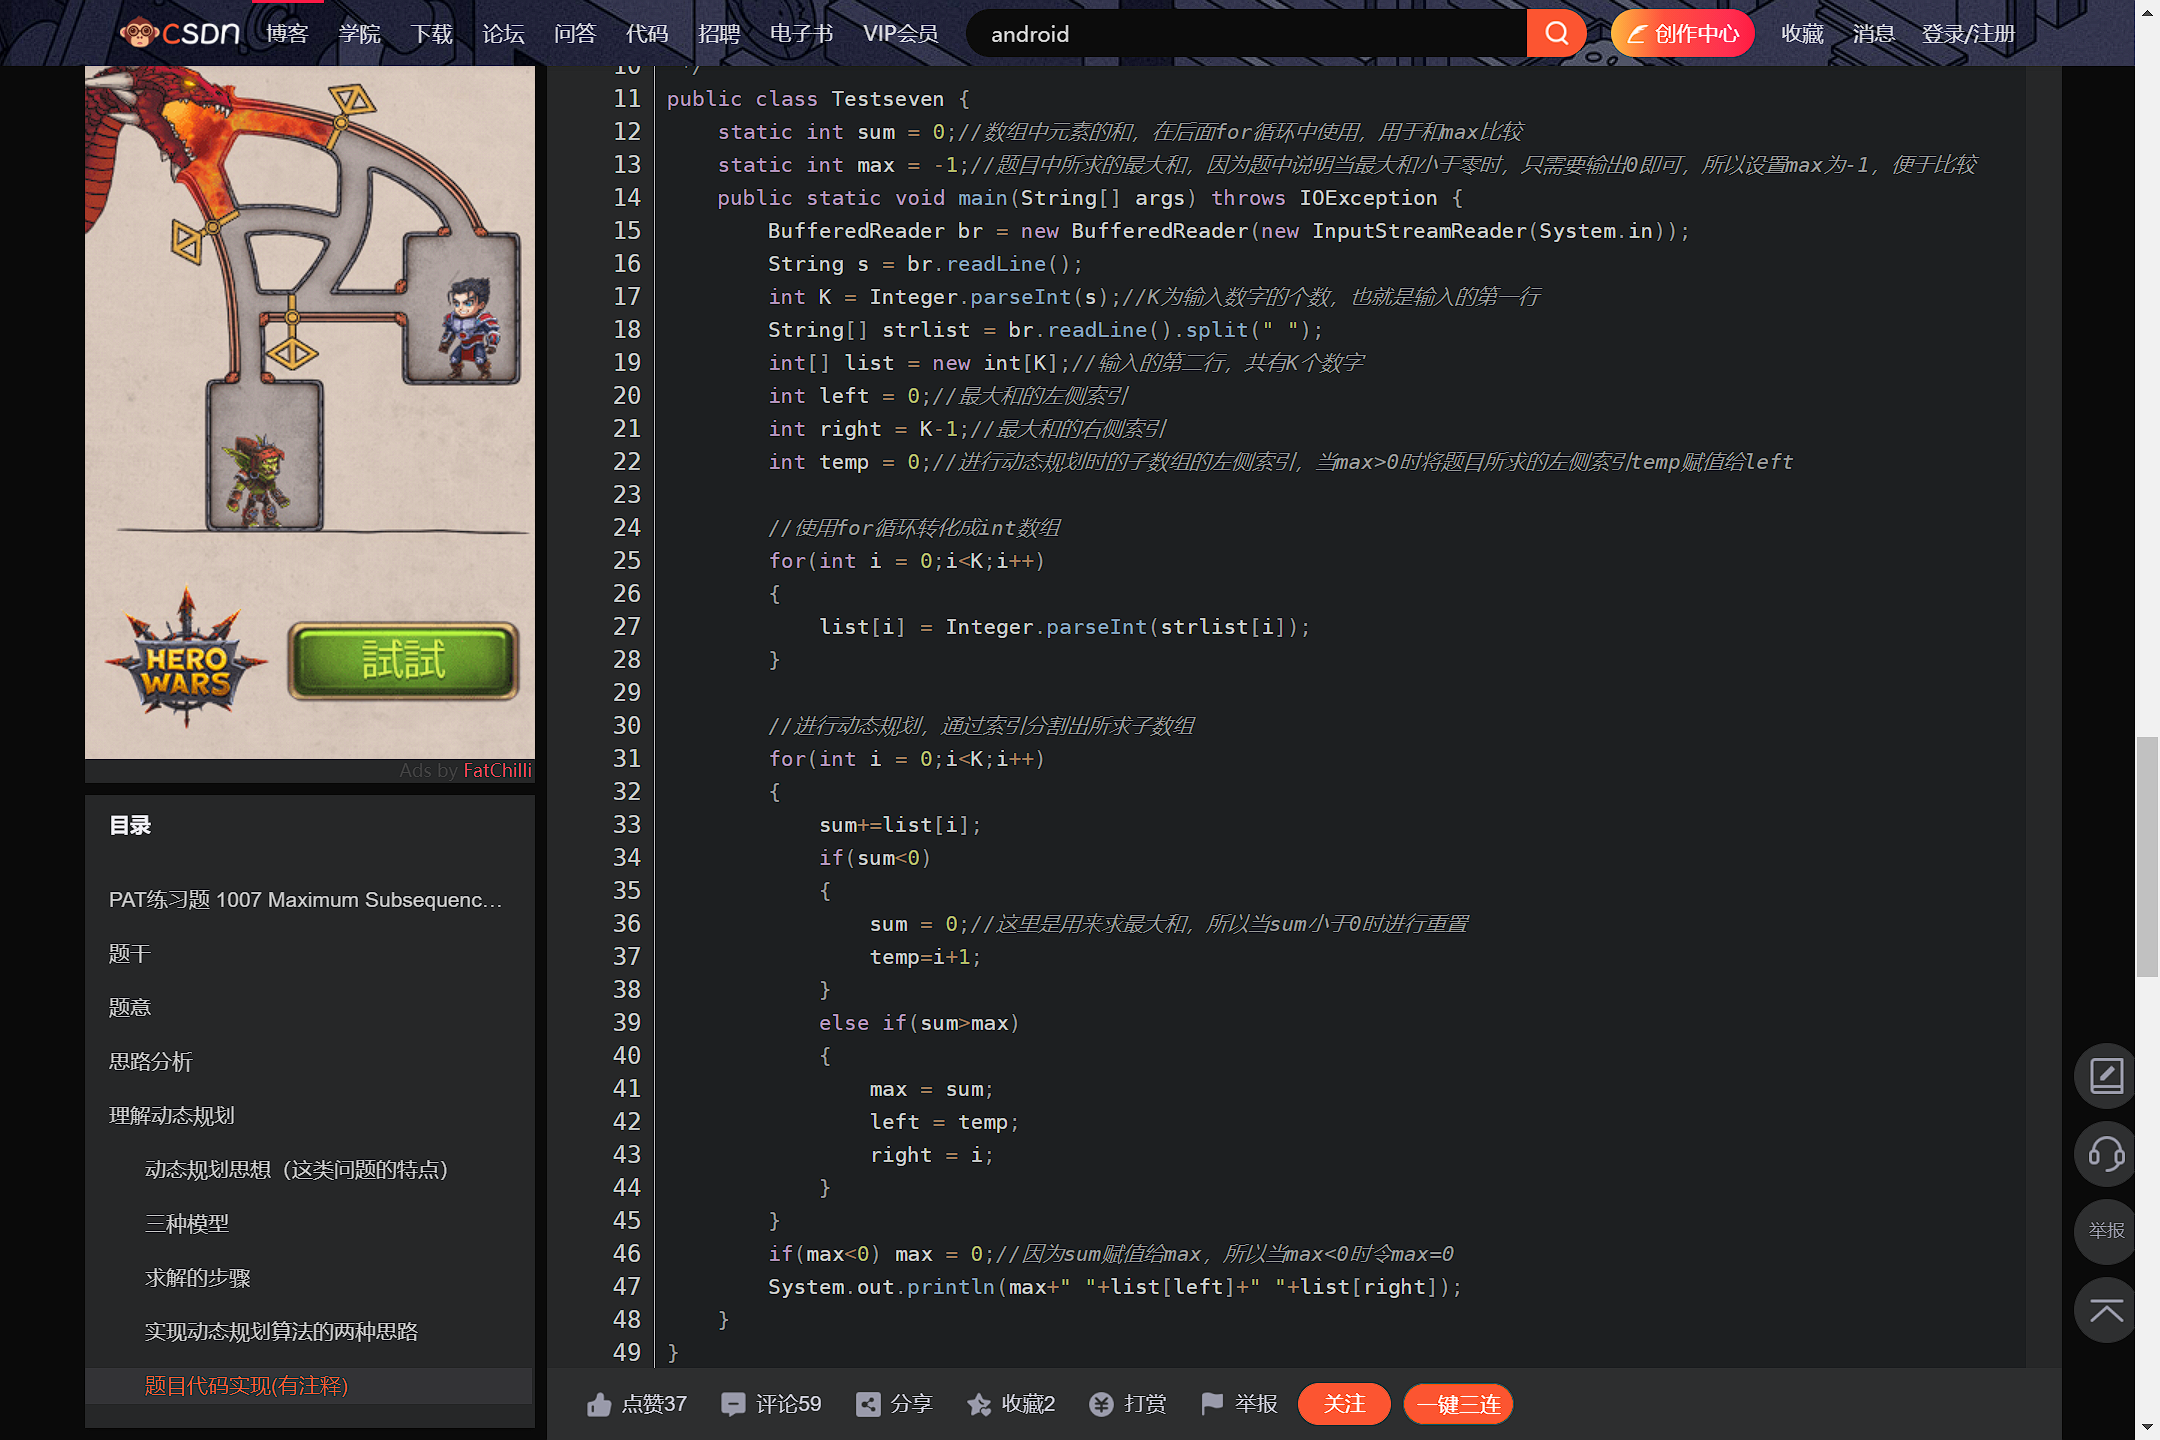 CSDN 博客 学院 下载 论坛 问答 代码 招聘 电子书 VIP会员 android 创作中心 收藏 消息 登录/注册
HERO WARS
試試
Ads by FatChilli
目录
PAT练习题 1007 Maximum Subsequenc…
题干
题意
思路分析
理解动态规划
动态规划思想（这类问题的特点）
三种模型
求解的步骤
实现动态规划算法的两种思路
题目代码实现(有注释)
10 */
11 public class Testseven {
12     static int sum = 0;//数组中元素的和，在后面for循环中使用，用于和max比较
13     static int max = -1;//题目中所求的最大和，因为题中说明当最大和小于零时，只需要输出0即可，所以设置max为-1，便于比较
14     public static void main(String[] args) throws IOException {
15         BufferedReader br = new BufferedReader(new InputStreamReader(System.in));
16         String s = br.readLine();
17         int K = Integer.parseInt(s);//K为输入数字的个数，也就是输入的第一行
18         String[] strlist = br.readLine().split(" ");
19         int[] list = new int[K];//输入的第二行，共有K个数字
20         int left = 0;//最大和的左侧索引
21         int right = K-1;//最大和的右侧索引
22         int temp = 0;//进行动态规划时的子数组的左侧索引，当max>0时将题目所求的左侧索引temp赋值给left
23
24         //使用for循环转化成int数组
25         for(int i = 0;i<K;i++)
26         {
27             list[i] = Integer.parseInt(strlist[i]);
28         }
29
30         //进行动态规划，通过索引分割出所求子数组
31         for(int i = 0;i<K;i++)
32         {
33             sum+=list[i];
34             if(sum<0)
35             {
36                 sum = 0;//这里是用来求最大和，所以当sum小于0时进行重置
37                 temp=i+1;
38             }
39             else if(sum>max)
40             {
41                 max = sum;
42                 left = temp;
43                 right = i;
44             }
45         }
46         if(max<0) max = 0;//因为sum赋值给max，所以当max<0时令max=0
47         System.out.println(max+" "+list[left]+" "+list[right]);
48     }
49 }
举报
点赞37 评论59 分享 收藏2 打赏 举报 关注 一键三连